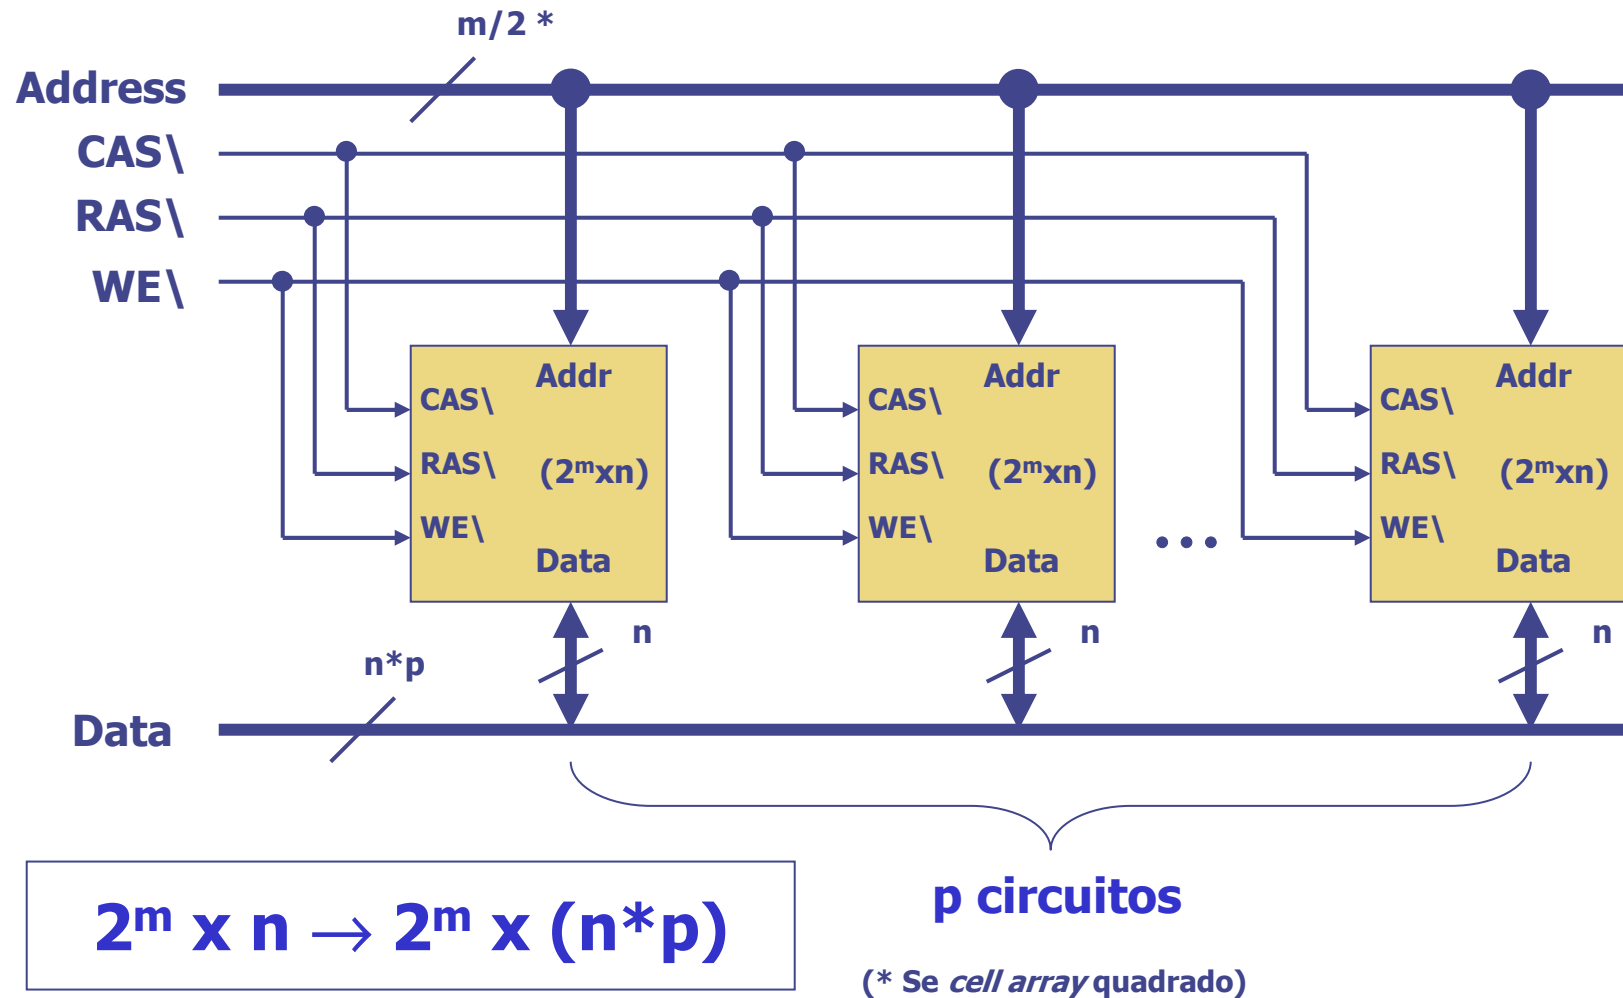 m/2 *
Address
CAS\
RAS\
WE\
Addr
CAS\
RAS\
(2ᵐxn)
WE\
Data
Addr
CAS\
RAS\
(2ᵐxn)
WE\
Data
...
Addr
CAS\
RAS\
(2ᵐxn)
WE\
Data
n
n
n
n*p
Data
2ᵐ x n → 2ᵐ x (n*p)
p circuitos
(* Se cell array quadrado)